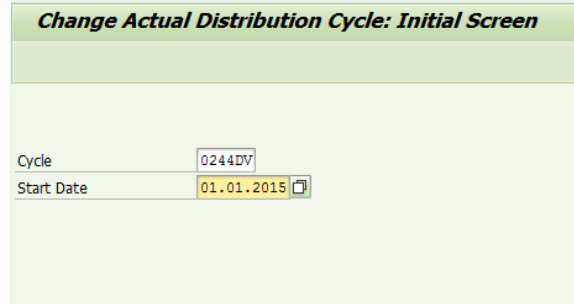 Change Actual Distribution Cycle: Initial Screen
Cycle 0244DV
Start Date 01.01.2015